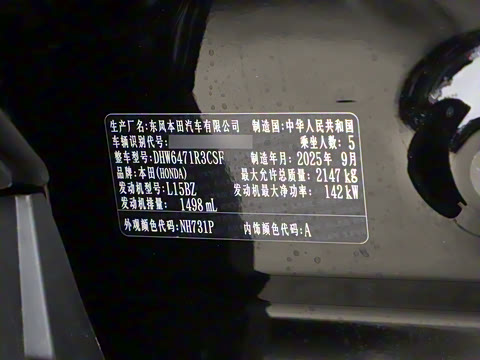 生产厂名:东风本田汽车有限公司 制造国:中华人民共和国
车辆识别代号: 乘坐人数: 5
整车型号:DHW6471R3CSF 制造年月: 2025年 9月
品牌:本田(HONDA) 最大允许总质量: 2147 kg
发动机型号:L15BZ 发动机最大净功率: 142 kW
发动机排量: 1498 mL
外观颜色代码:NH731P 内饰颜色代码:A